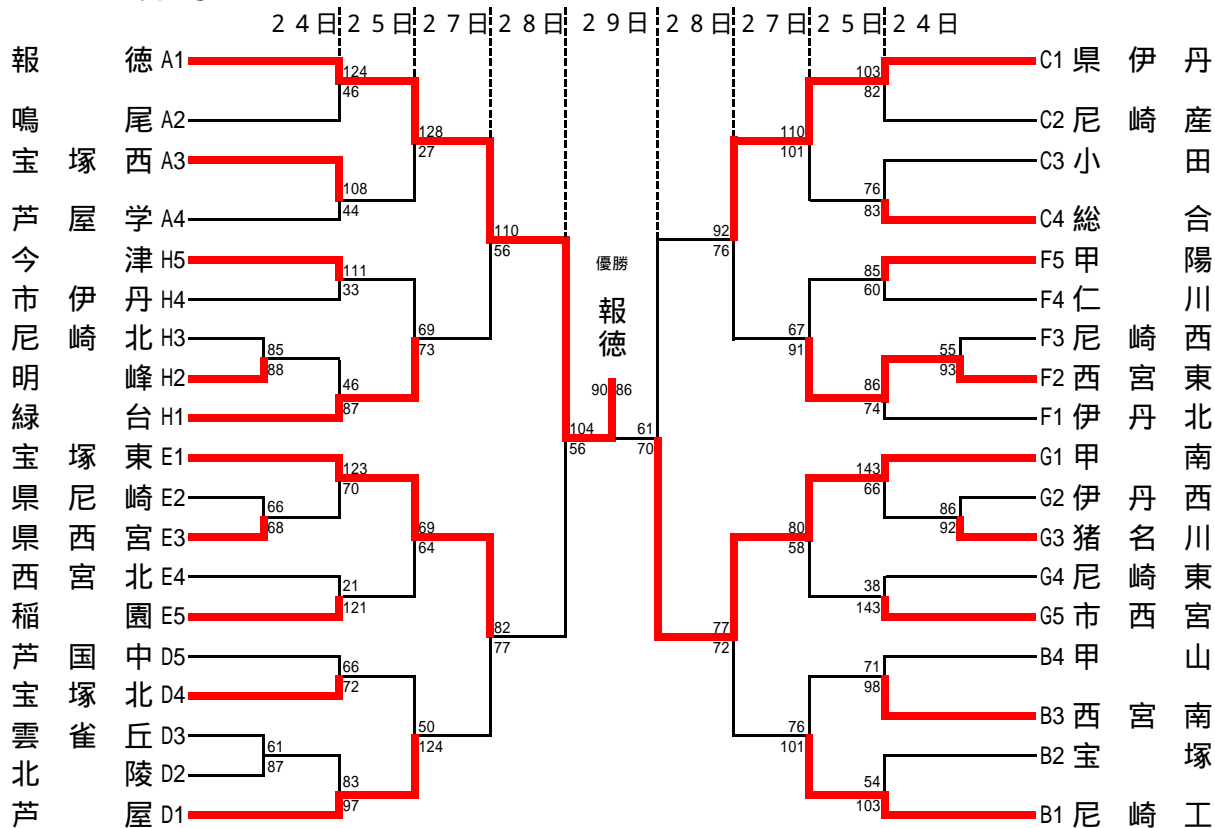 24日 25日 27日 28日 29日 28日 27日 25日 24日
報徳 A1
124
46
鳴尾 A2
128
27
宝塚西 A3
108
44
芦屋学 A4
110
56
今津 H5
111
33
市伊丹 H4
尼崎北 H3
85
88
69
73
明峰 H2
46
87
緑台 H1
104
56
宝塚東 E1
123
70
県尼崎 E2
66
68
県西宮 E3
69
64
西宮北 E4
21
121
稲園 E5
82
77
芦国中 D5
66
72
宝塚北 D4
50
124
雲雀丘 D3
61
87
北陵 D2
83
97
芦屋 D1
優勝
報徳
90 86
C1 県伊丹
103
82
C2 尼崎産
110
101
C3 小田
76
83
C4 総合
92
76
F5 甲陽
85
60
F4 仁川
67
91
F3 尼崎西
55
93
F2 西宮東
86
74
F1 伊丹北
61
70
G1 甲南
143
66
G2 伊丹西
86
92
G3 猪名川
80
58
G4 尼崎東
38
143
G5 市西宮
77
72
B4 甲山
71
98
B3 西宮南
76
101
B2 宝塚
54
103
B1 尼崎工